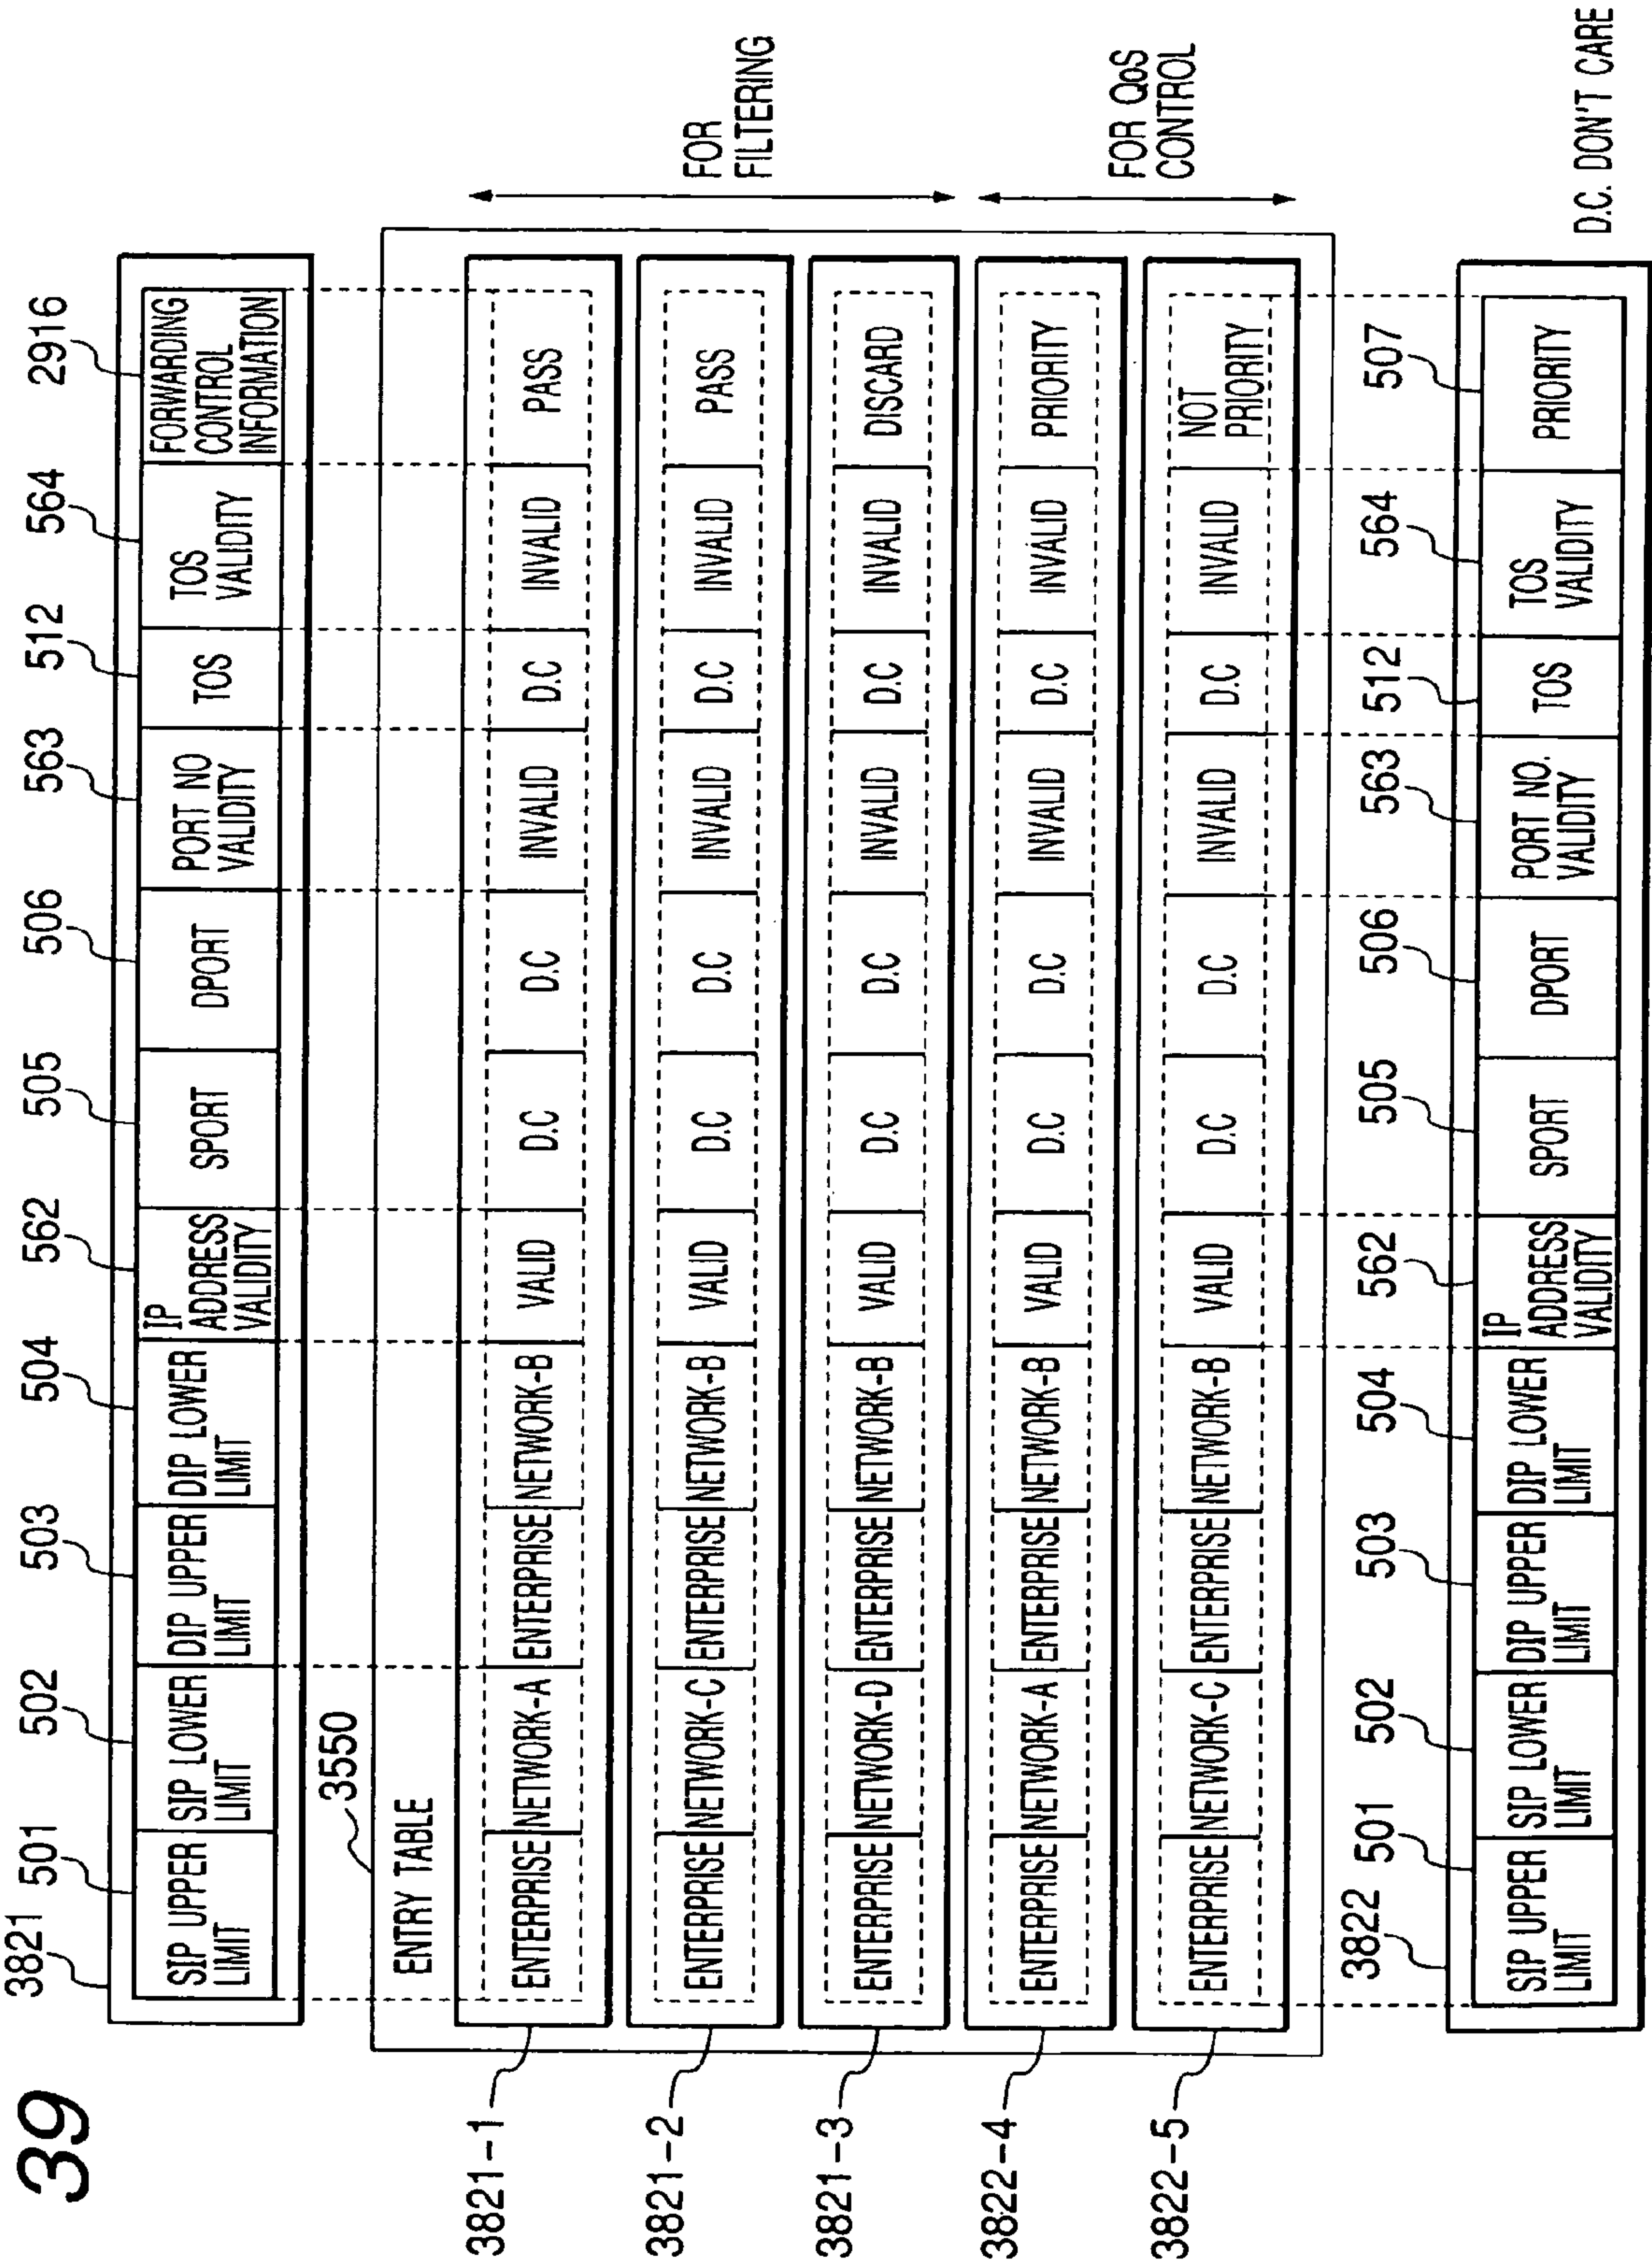 39
3821
501
502
503
504
562
505
506
563
512
564
2916
SIP UPPER
LIMIT
SIP LOWER
LIMIT
DIP UPPER
LIMIT
DIP LOWER
LIMIT
IP
ADDRESS
VALIDITY
SPORT
DPORT
PORT NO
VALIDITY
TOS
TOS
VALIDITY
FORWARDING
CONTROL
INFORMATION
3550
ENTRY TABLE
3821-1
ENTERPRISE NETWORK-A ENTERPRISE NETWORK-B VALID D.C D.C INVALID D.C INVALID PASS
3821-2
ENTERPRISE NETWORK-C ENTERPRISE NETWORK-B VALID D.C D.C INVALID D.C INVALID PASS
3821-3
ENTERPRISE NETWORK-D ENTERPRISE NETWORK-B VALID D.C D.C INVALID D.C INVALID DISCARD
FOR
FILTERING
3822-4
ENTERPRISE NETWORK-A ENTERPRISE NETWORK-B VALID D.C D.C INVALID D.C INVALID PRIORITY
3822-5
ENTERPRISE NETWORK-C ENTERPRISE NETWORK-B VALID D.C D.C INVALID D.C INVALID NOT
PRIORITY
FOR QoS
CONTROL
3822
501
502
503
504
562
505
506
563
512
564
507
SIP UPPER
LIMIT
SIP LOWER
LIMIT
DIP UPPER
LIMIT
DIP LOWER
LIMIT
IP
ADDRESS
VALIDITY
SPORT
DPORT
PORT NO.
VALIDITY
TOS
TOS
VALIDITY
PRIORITY
D.C. DON'T CARE